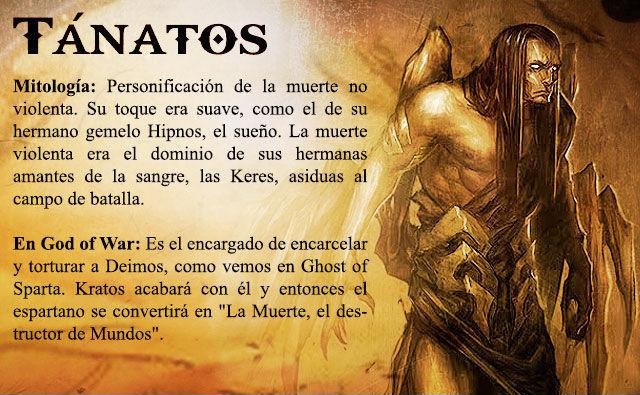 TÁNATOS
Mitología: Personificación de la muerte no
violenta. Su toque era suave, como el de su
hermano gemelo Hipnos, el sueño. La muerte
violenta era el dominio de sus hermanas
amantes de la sangre, las Keres, asiduas al
campo de batalla.
En God of War: Es el encargado de encarcelar
y torturar a Deimos, como vemos en Ghost of
Sparta. Kratos acabará con él y entonces el
espartano se convertirá en "La Muerte, el des-
tructor de Mundos".